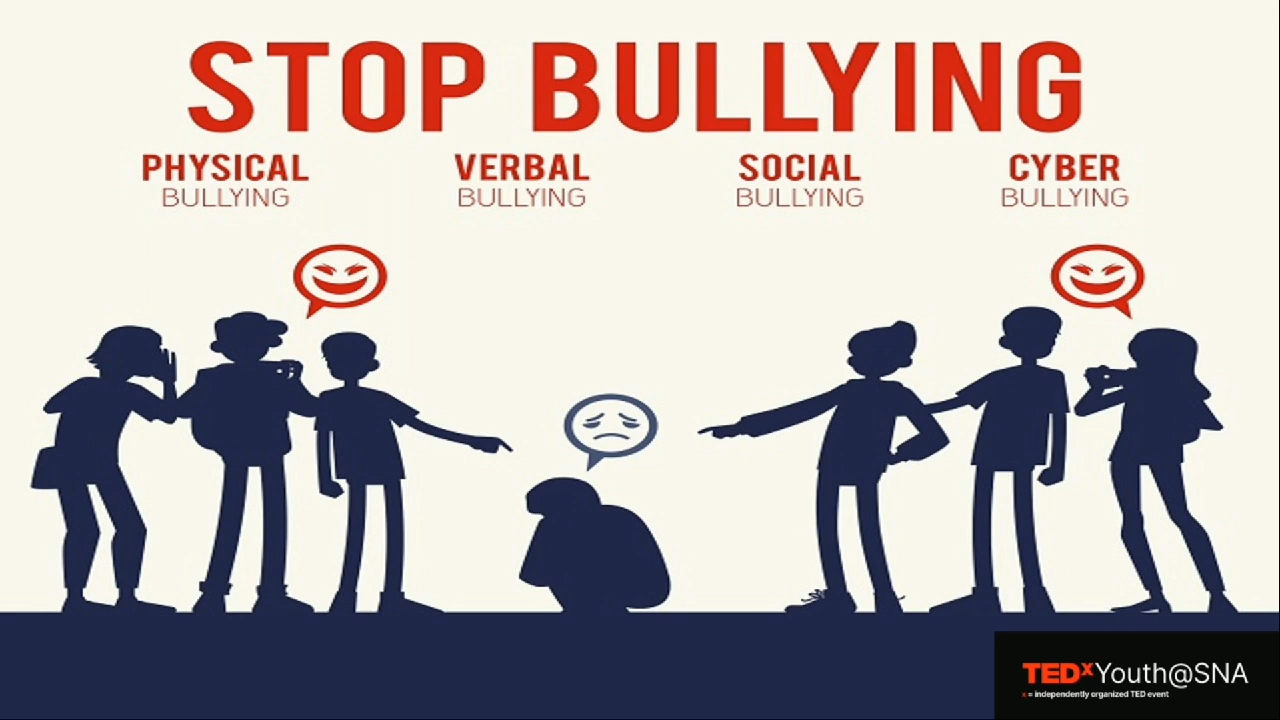 STOP BULLYING
PHYSICAL
BULLYING
VERBAL
BULLYING
SOCIAL
BULLYING
CYBER
BULLYING
TEDxYouth@SNA
x = independently organized TED event